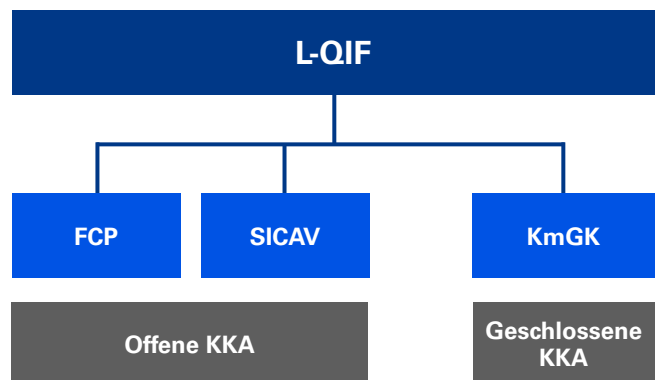 L-QIF
FCP
SICAV
KmGK
Offene KKA
Geschlossene
KKA